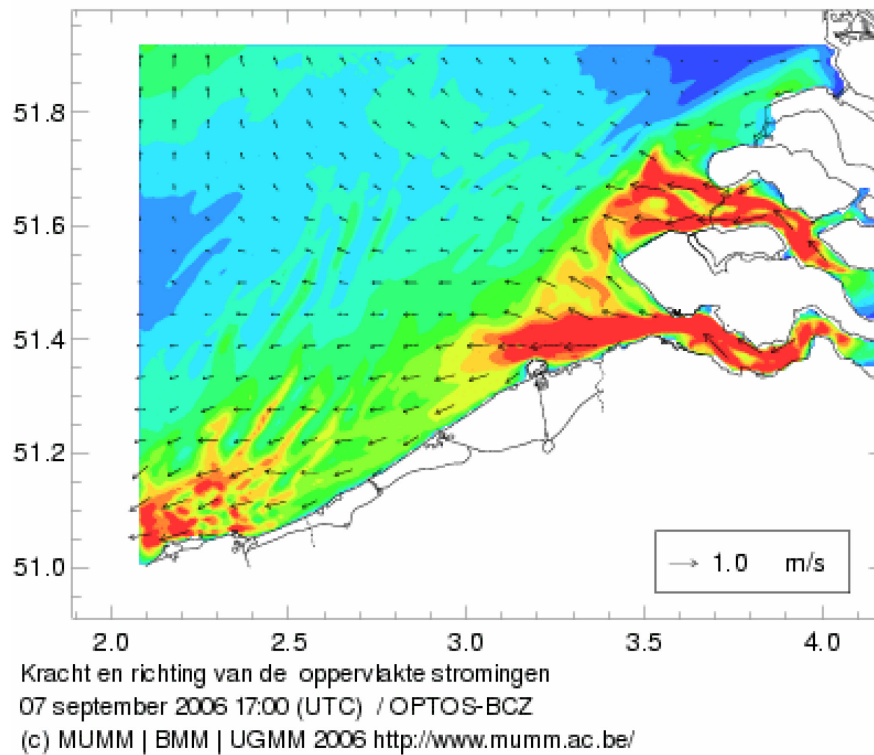 51.8
51.6
51.4
51.2
51.0
1.0 m/s
2.0 2.5 3.0 3.5 4.0
Kracht en richting van de oppervlakte stromingen
07 september 2006 17:00 (UTC) / OPTOS-BCZ
(c) MUMM | BMM | UGMM 2006 http://www.mumm.ac.be/